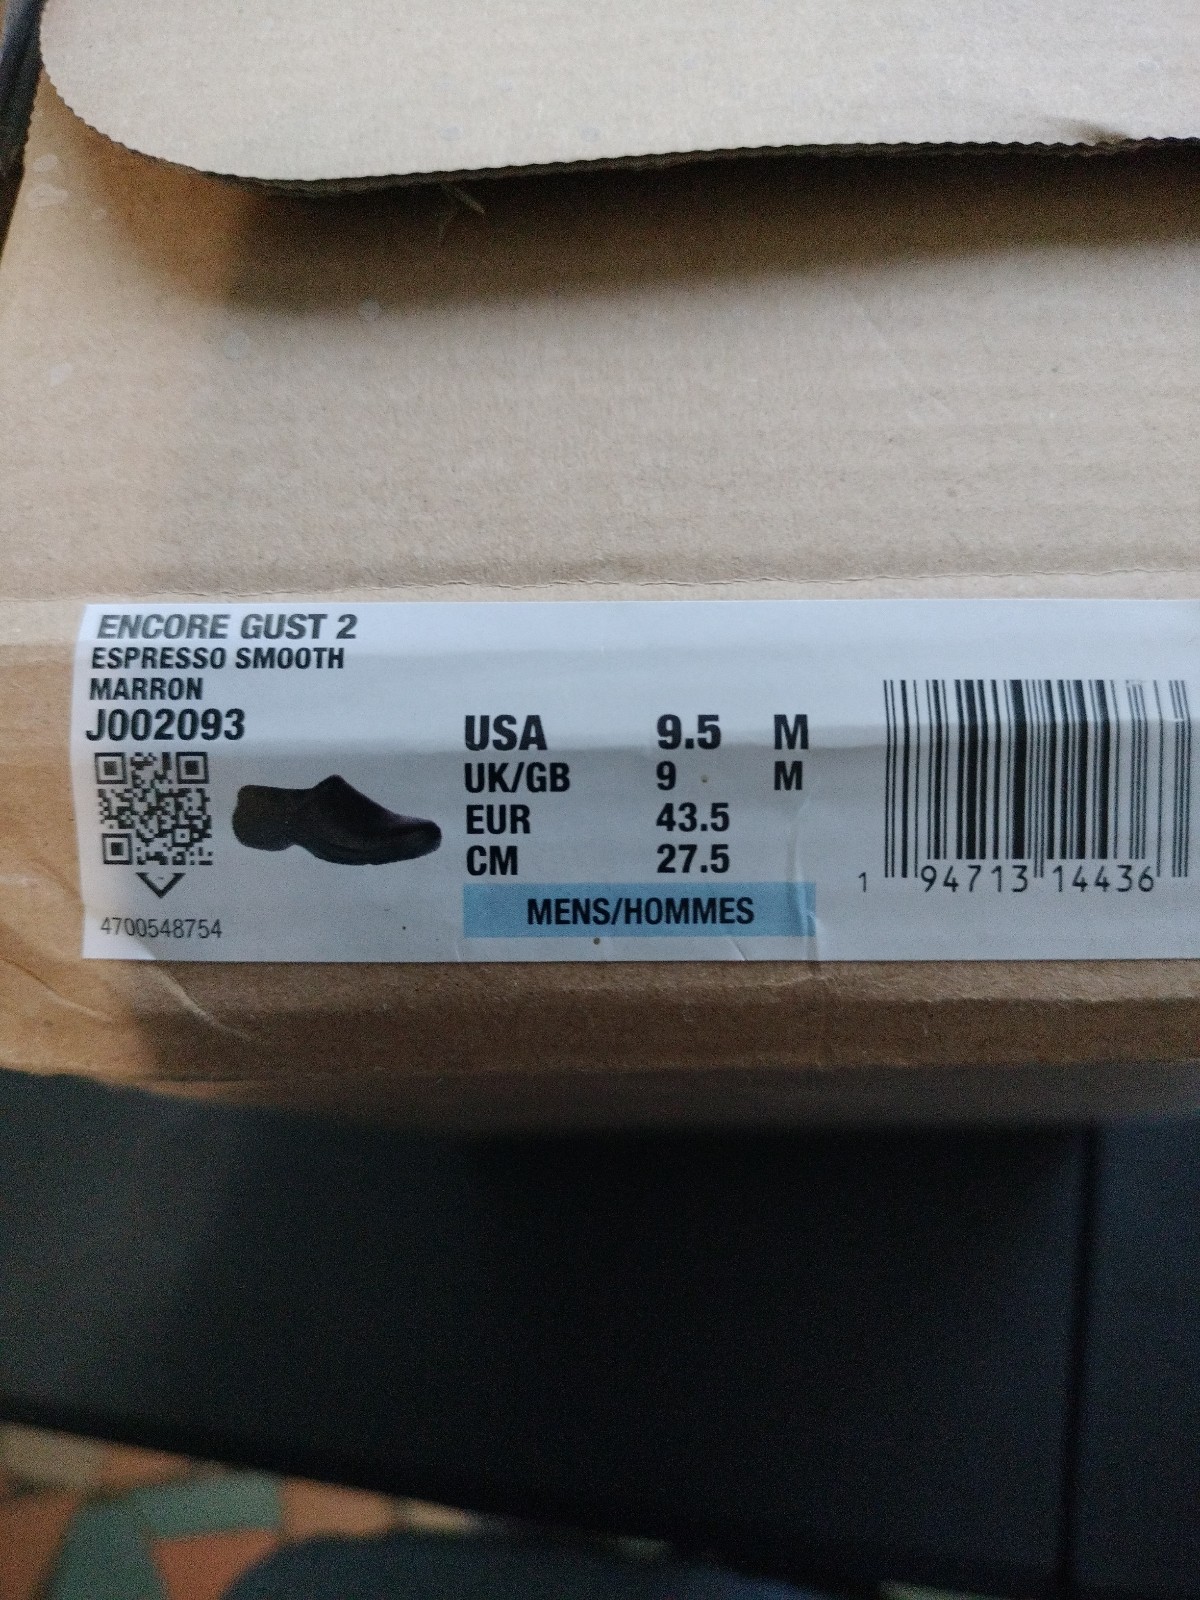 ENCORE GUST 2
ESPRESSO SMOOTH
MARRON
J002093
4700548754
USA 9.5 M
UK/GB 9 M
EUR 43.5
CM 27.5
MENS/HOMMES
1 94713 14436